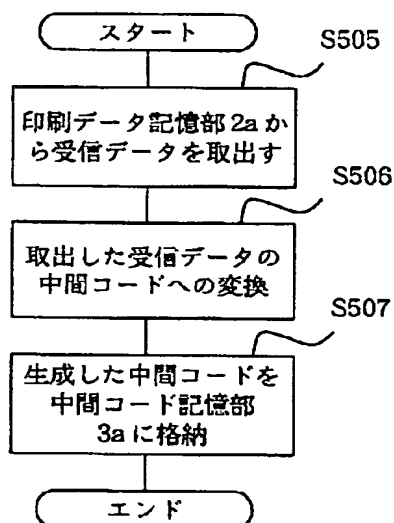 スタート
S505
印刷データ記憶部2aか
ら受信データを取出す
S506
取出した受信データの
中間コードへの変換
S507
生成した中間コードを
中間コード記憶部
3aに格納
エンド